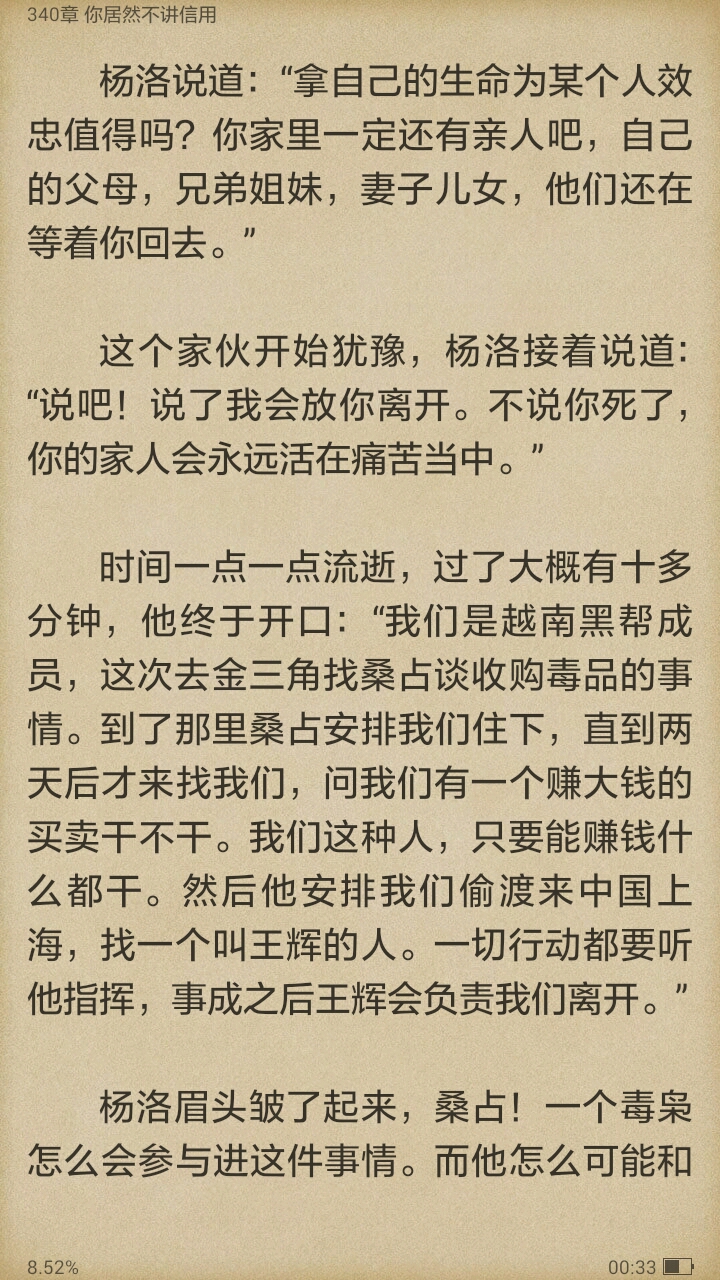 340章 你居然不讲信用
杨洛说道：“拿自己的生命为某个人效
忠值得吗？你家里一定还有亲人吧，自己
的父母，兄弟姐妹，妻子儿女，他们还在
等着你回去。”
这个家伙开始犹豫，杨洛接着说道：
“说吧！说了我会放你离开。不说你死了，
你的家人会永远活在痛苦当中。”
时间一点一点流逝，过了大概有十多
分钟，他终于开口：“我们是越南黑帮成
员，这次去金三角找桑占谈收购毒品的事
情。到了那里桑占安排我们住下，直到两
天后才来找我们，问我们有一个赚大钱的
买卖干不干。我们这种人，只要能赚钱什
么都干。然后他安排我们偷渡来中国上
海，找一个叫王辉的人。一切行动都要听
他指挥，事成之后王辉会负责我们离开。”
杨洛眉头皱了起来，桑占！一个毒枭
怎么会参与进这件事情。而他怎么可能和
8.52%
00:33